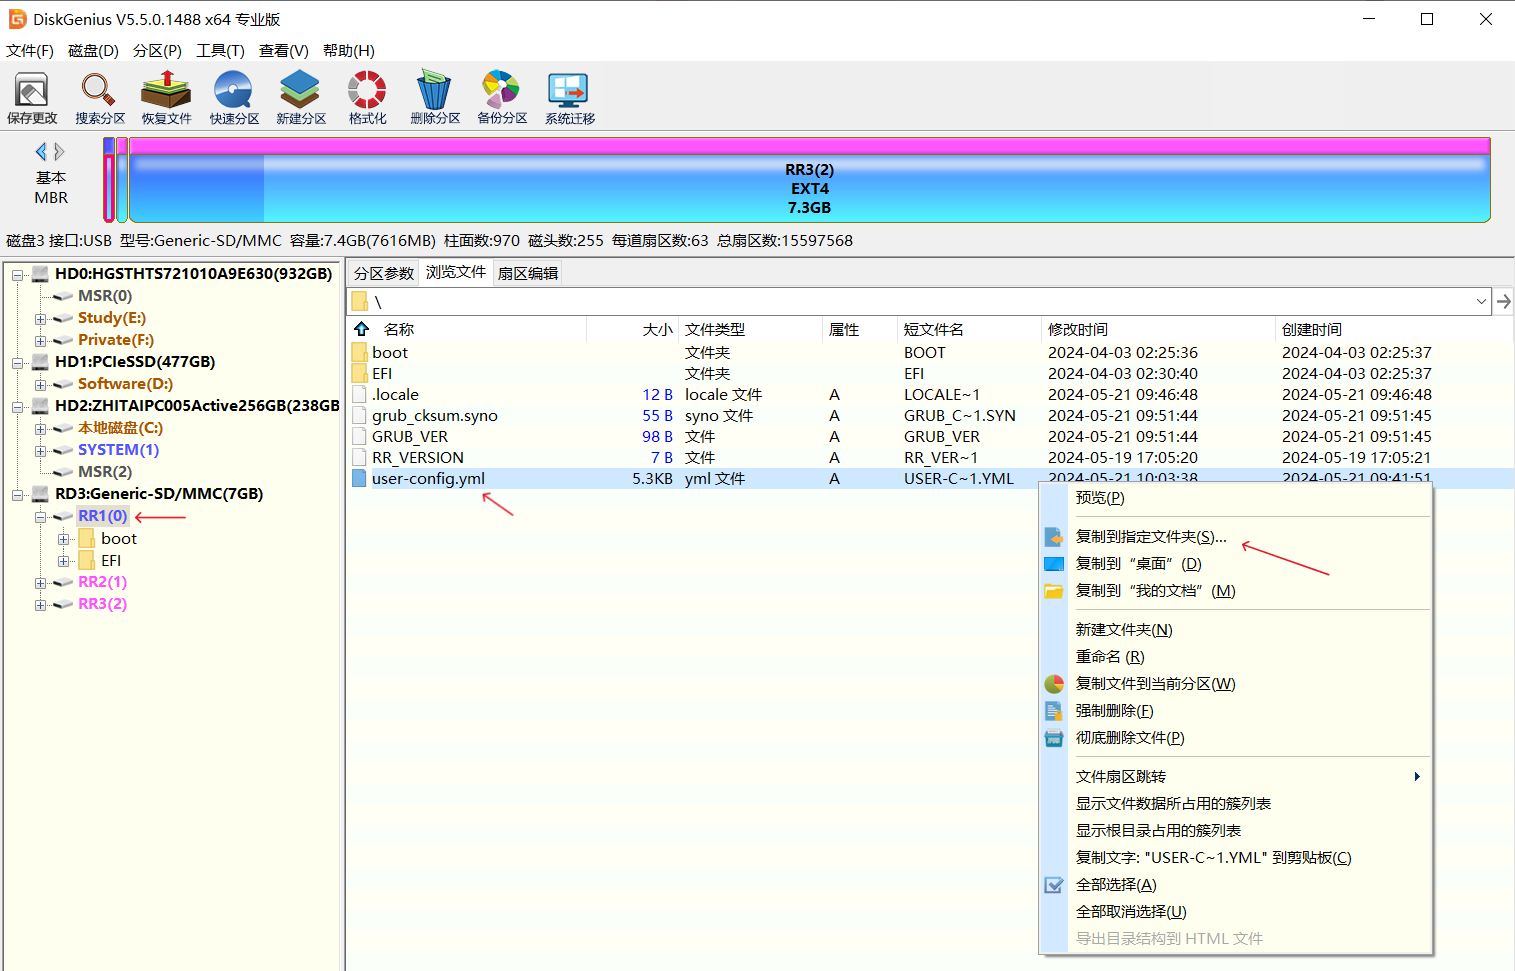 DiskGenius V5.5.0.1488 x64 专业版
文件(F) 磁盘(D) 分区(P) 工具(T) 查看(V) 帮助(H)
保存更改 搜索分区 恢复文件 快速分区 新建分区 格式化 删除分区 备份分区 系统迁移
基本
MBR
RR3(2)
EXT4
7.3GB
磁盘3 接口:USB 型号:Generic-SD/MMC 容量:7.4GB(7616MB) 柱面数:970 磁头数:255 每道扇区数:63 总扇区数:15597568
HD0:HGSTHTS721010A9E630(932GB)
MSR(0)
Study(E:)
Private(F:)
HD1:PCIeSSD(477GB)
Software(D:)
HD2:ZHITAIPC005Active256GB(238GB
本地磁盘(C:)
SYSTEM(1)
MSR(2)
RD3:Generic-SD/MMC(7GB)
RR1(0)
boot
EFI
RR2(1)
RR3(2)
分区参数 浏览文件 扇区编辑
\
名称 大小 文件类型 属性 短文件名 修改时间 创建时间
boot 文件夹 BOOT 2024-04-03 02:25:36 2024-04-03 02:25:37
EFI 文件夹 EFI 2024-04-03 02:30:40 2024-04-03 02:25:37
.locale 12 B locale 文件 A LOCALE~1 2024-05-21 09:46:48 2024-05-21 09:46:48
grub_cksum.syno 55 B syno 文件 A GRUB_C~1.SYN 2024-05-21 09:51:44 2024-05-21 09:51:45
GRUB_VER 98 B 文件 A GRUB_VER 2024-05-21 09:51:44 2024-05-21 09:51:45
RR_VERSION 7 B 文件 A RR_VER~1 2024-05-19 17:05:20 2024-05-19 17:05:21
user-config.yml 5.3KB yml 文件 A USER-C~1.YML 2024-05-21 10:03:38 2024-05-21 09:41:51
预览(P)
复制到指定文件夹(S)...
复制到“桌面”(D)
复制到“我的文档”(M)
新建文件夹(N)
重命名 (R)
复制文件到当前分区(W)
强制删除(F)
彻底删除文件(P)
文件扇区跳转
显示文件数据所占用的簇列表
显示根目录占用的簇列表
复制文字: "USER-C~1.YML" 到剪贴板(C)
全部选择(A)
全部取消选择(U)
导出目录结构到 HTML 文件